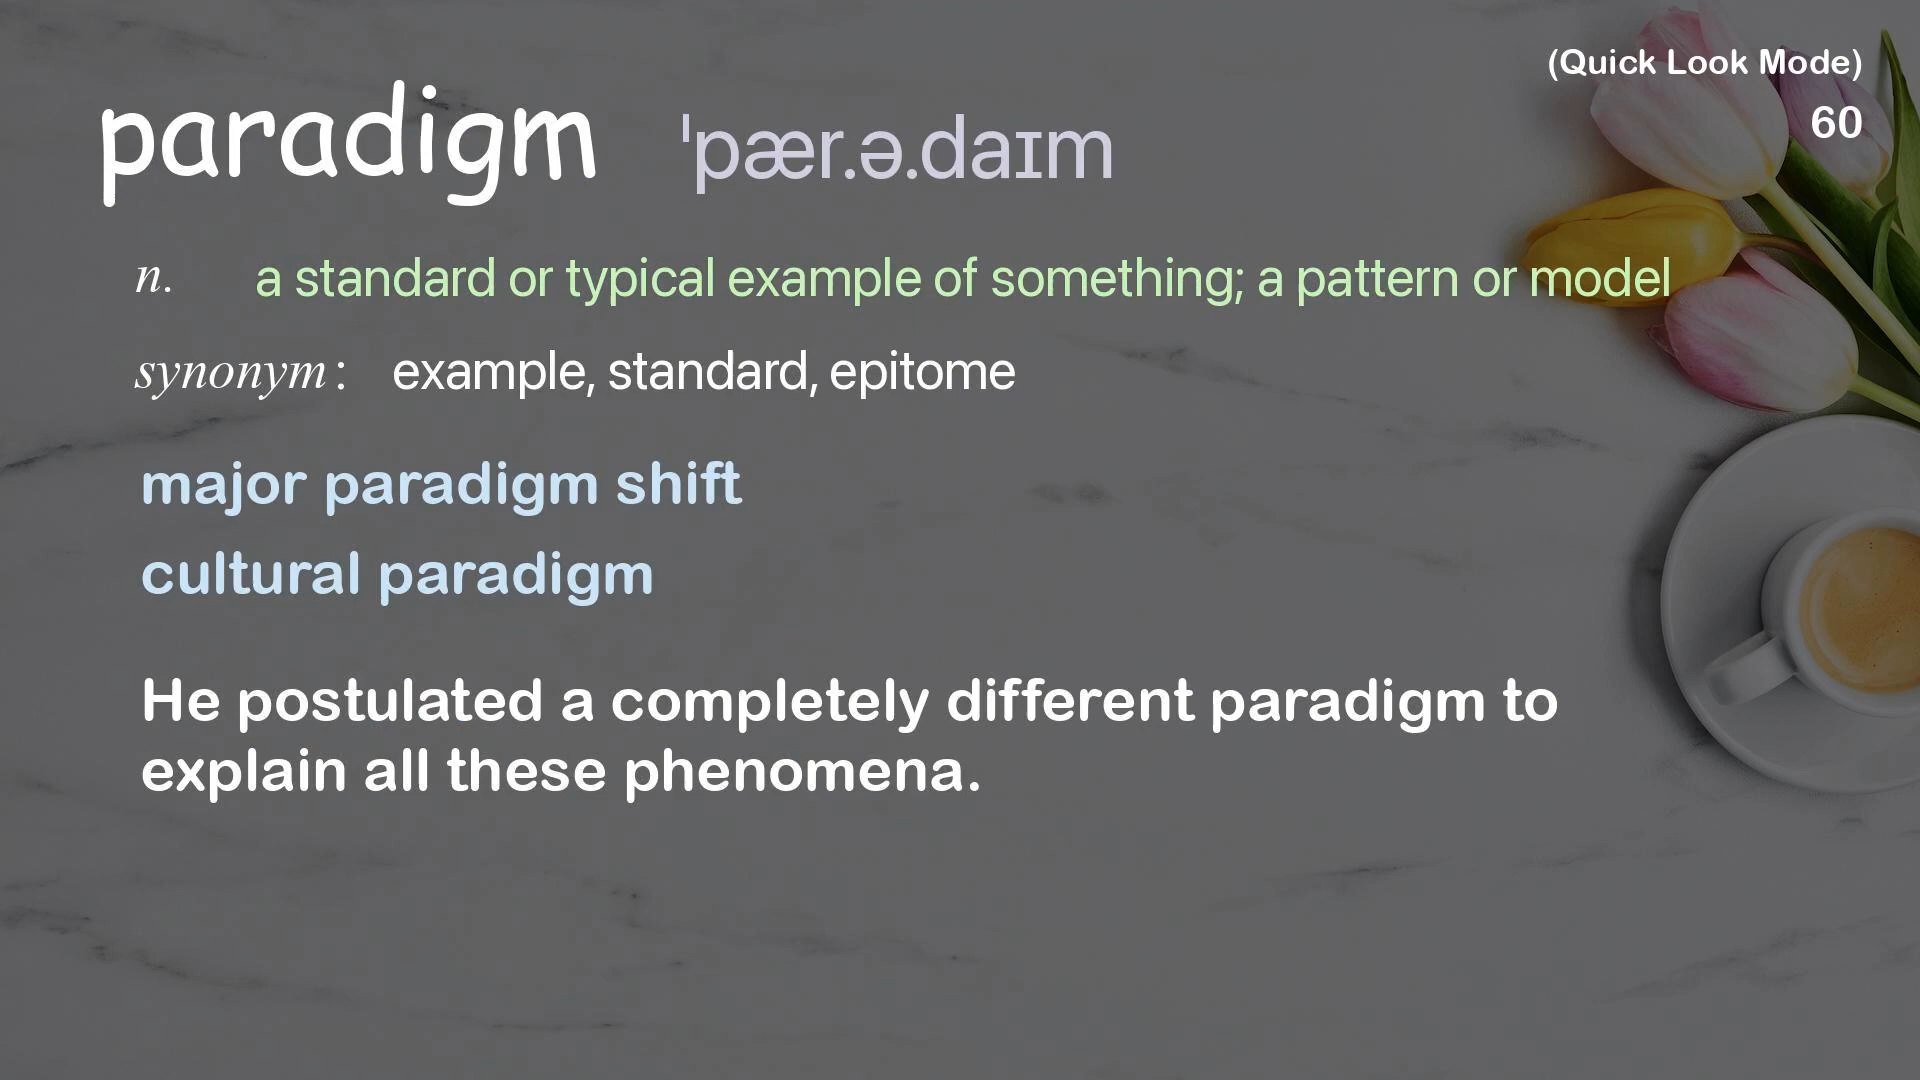 (Quick Look Mode)
60
paradigm ˈpær.ə.daɪm
n. a standard or typical example of something; a pattern or model
synonym: example, standard, epitome
major paradigm shift
cultural paradigm
He postulated a completely different paradigm to
explain all these phenomena.